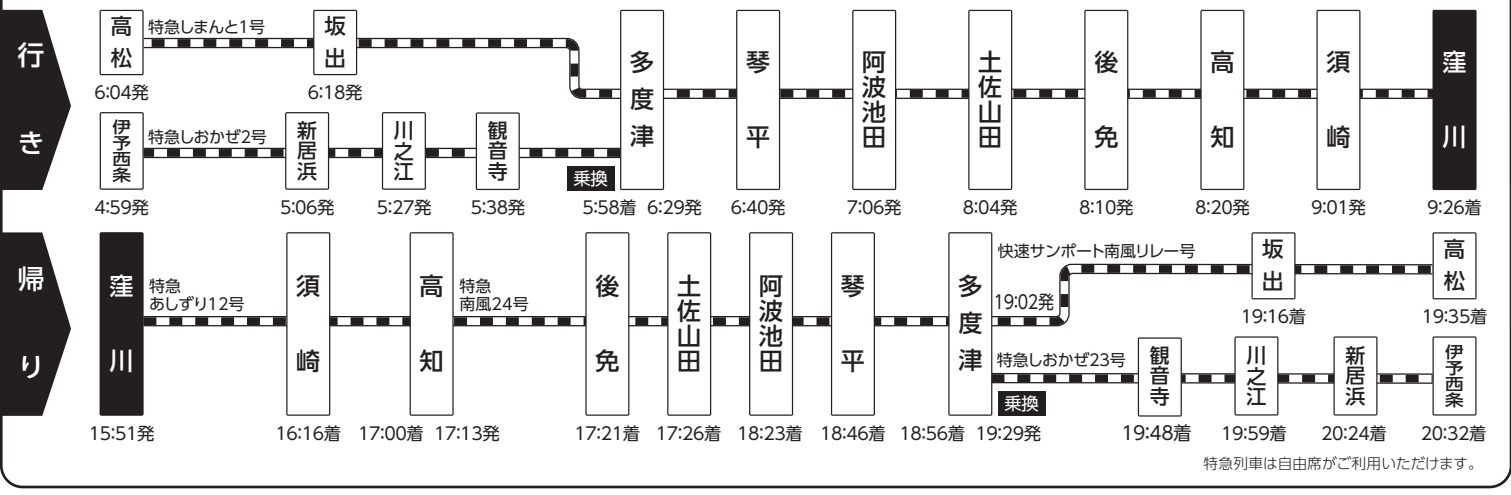 行き
高松
特急しまんと1号
坂出
6:04発
6:18発
伊予西条
特急しおかぜ2号
新居浜
川之江
観音寺
乗換
4:59発
5:06発
5:27発
5:38発
多度津
琴平
阿波池田
土佐山田
後免
高知
須崎
窪川
5:58着
6:29発
6:40発
7:06発
8:04発
8:10発
8:20発
9:01発
9:26着
帰り
窪川
特急
あしずり12号
須崎
高知
特急
南風24号
後免
土佐山田
阿波池田
琴平
多度津
15:51発
16:16着
17:00着
17:13発
17:21着
17:26着
18:23着
18:46着
18:56着
快速サンポート南風リレー号
19:02発
坂出
高松
19:16着
19:35着
特急しおかぜ23号
乗換
観音寺
川之江
新居浜
伊予西条
19:29発
19:48着
19:59着
20:24着
20:32着
特急列車は自由席がご利用いただけます。